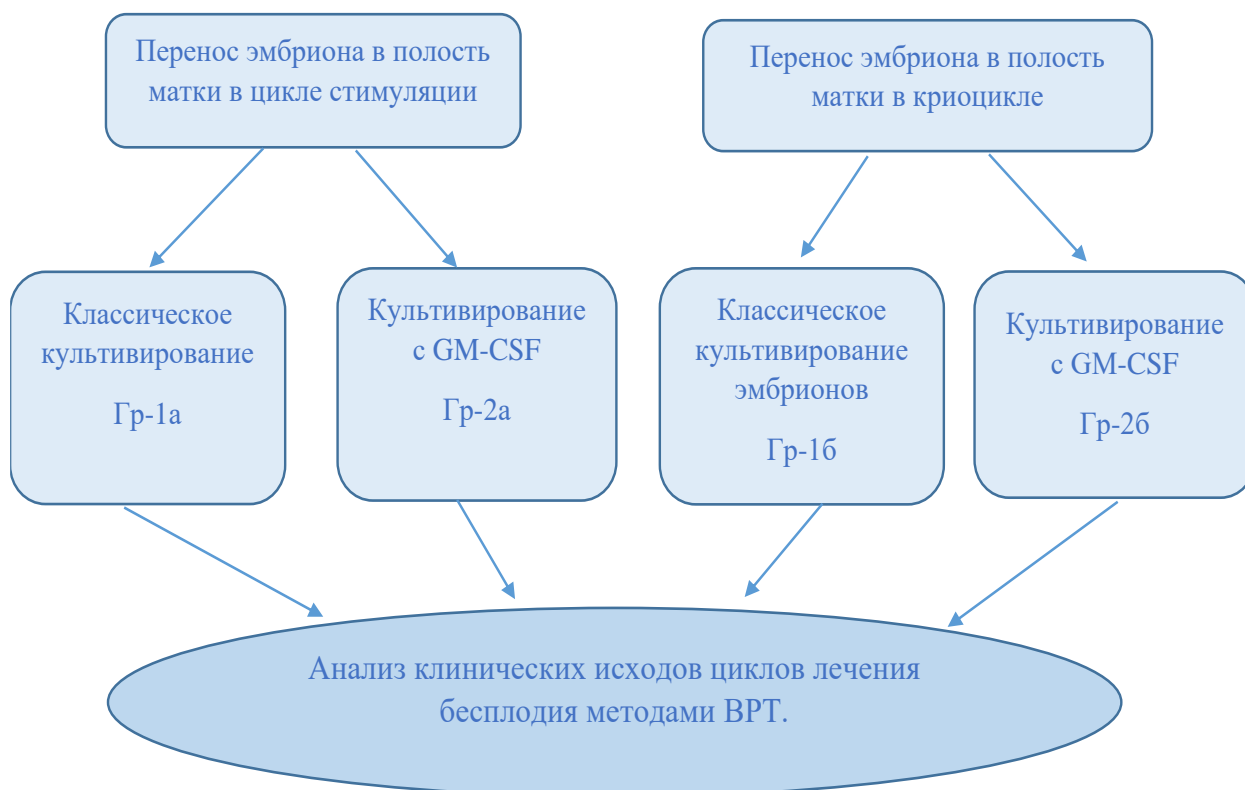 Перенос эмбриона в полость
матки в цикле стимуляции
Перенос эмбриона в полость
матки в криоцикле
Классическое
культивирование
Гр-1а
Культивирование
с GM-CSF
Гр-2а
Классическое
культивирование
эмбрионов
Гр-1б
Культивирование
с GM-CSF
Гр-2б
Анализ клинических исходов циклов лечения
бесплодия методами ВРТ.